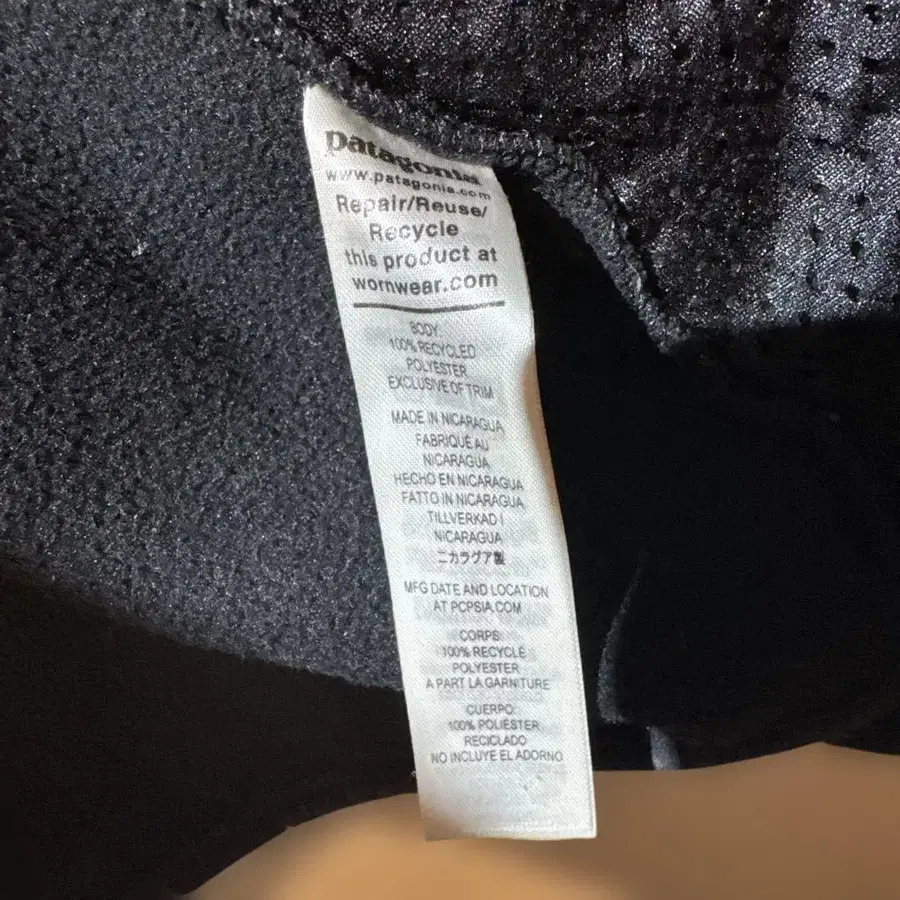 patagonia
www.patagonia.com
Repair/Reuse/
Recycle
this product at
wornwear.com
BODY:
100% RECYCLED
POLYESTER
EXCLUSIVE OF TRIM
MADE IN NICARAGUA
FABRIQUÉ AU
NICARAGUA
HECHO EN NICARAGUA
FATTO IN NICARAGUA
TILLVERKAD I
NICARAGUA
ニカラグア製
MFG DATE AND LOCATION
AT PCPSIA.COM
CORPS:
100% RECYCLÉ
POLYESTER
A PART LA GARNITURE
CUERPO:
100% POLIÉSTER
RECICLADO
NO INCLUYE EL ADORNO